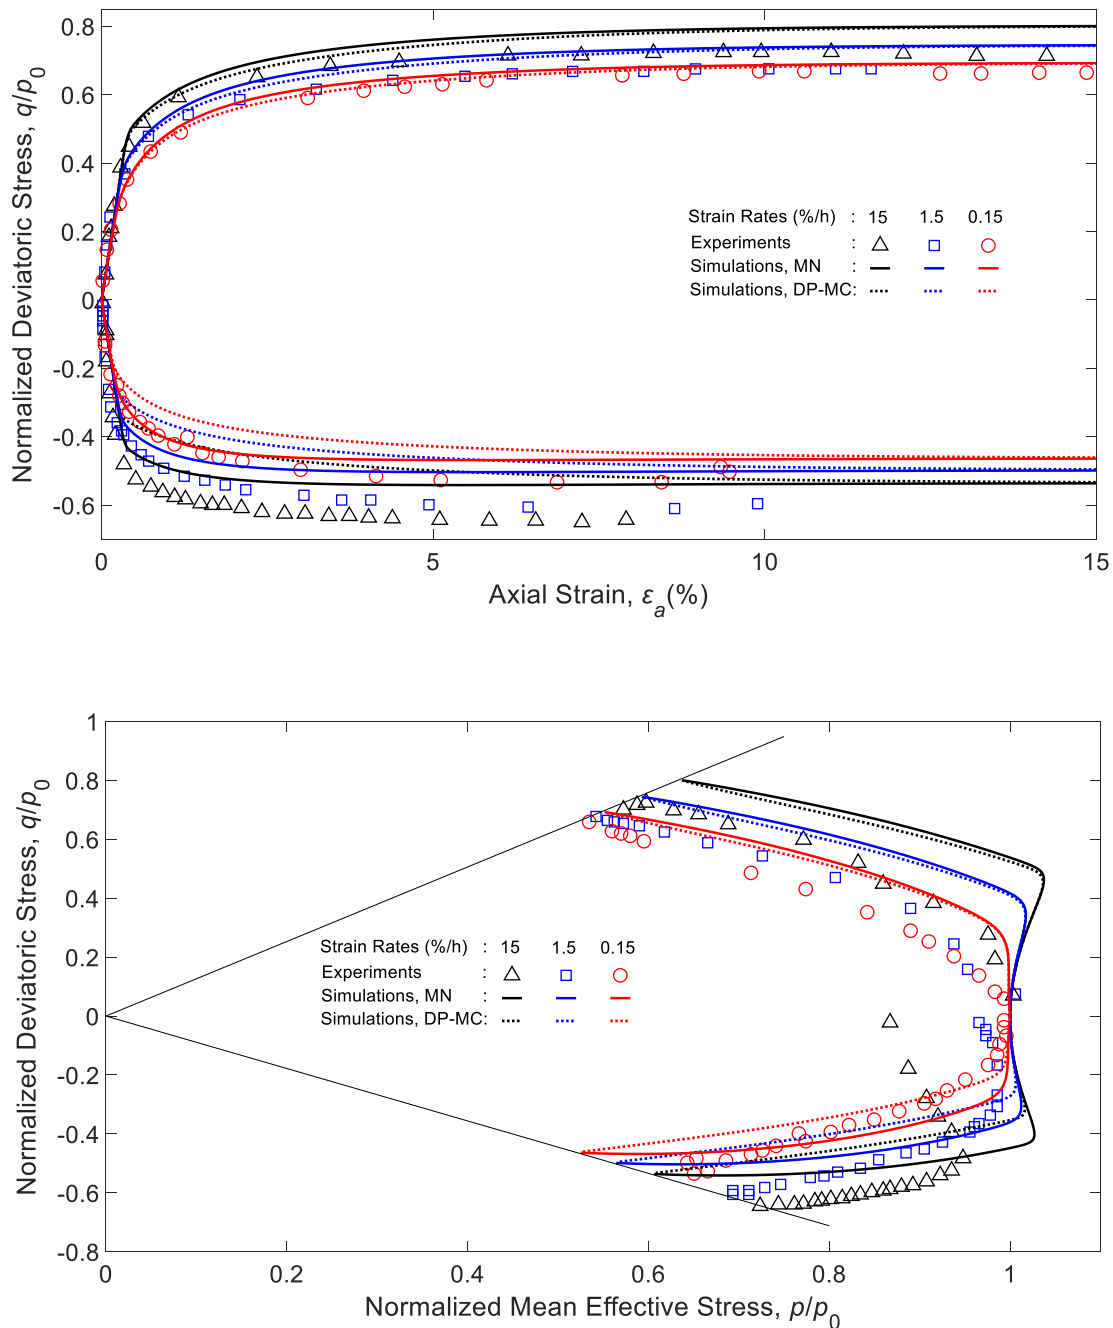 0.8
0.6
0.4
0.2
0
-0.2
-0.4
-0.6
Normalized Deviatoric Stress, q/p0
Strain Rates (%/h) : 15 1.5 0.15
Experiments :
Simulations, MN :
Simulations, DP-MC:
0 5 10 15
Axial Strain, εa(%)
1
0.8
0.6
0.4
0.2
0
-0.2
-0.4
-0.6
-0.8
Normalized Deviatoric Stress, q/p0
Strain Rates (%/h) : 15 1.5 0.15
Experiments :
Simulations, MN :
Simulations, DP-MC:
0 0.2 0.4 0.6 0.8 1
Normalized Mean Effective Stress, p/p0